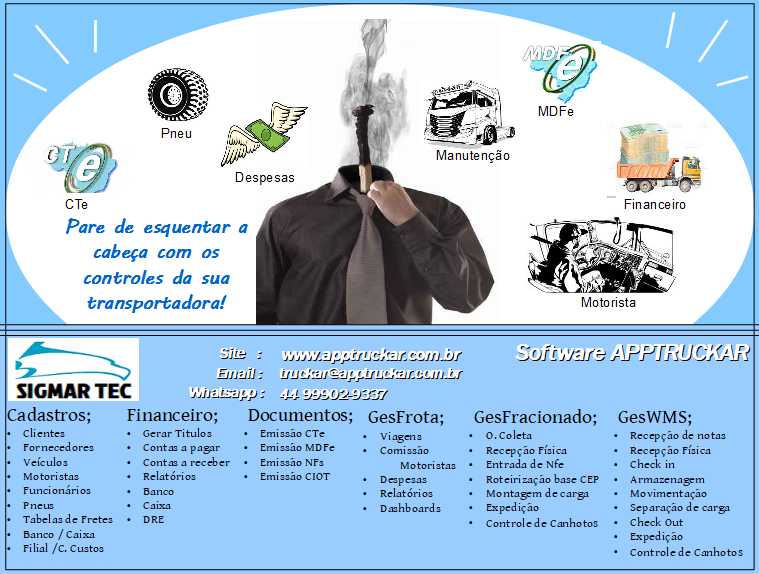 MDFe
MDFe
Pneu
Manutenção
CTe
Despesas
CTe
Financeiro
Pare de esquentar a
cabeça com os
controles da sua
transportadora!
Motorista
SIGMAR TEC
Site : www.apptruckar.com.br
Email : truckar@apptruckar.com.br
Whatsapp : 44 99902-9337
Software APPTRUCKAR
Cadastros;
• Clientes
• Fornecedores
• Veículos
• Motoristas
• Funcionários
• Pneus
• Tabelas de Fretes
• Banco / Caixa
• Filial /C. Custos
Financeiro;
• Gerar Titulos
• Contas a pagar
• Contas a receber
• Relatórios
• Banco
• Caixa
• DRE
Documentos;
• Emissão CTe
• Emissão MDFe
• Emissão NFs
• Emissão CIOT
GesFrota;
• Viagens
• Comissão
Motoristas
• Despesas
• Relatórios
• Dashboards
GesFracionado;
• O. Coleta
• Recepção Física
• Entrada de Nfe
• Roteirização base CEP
• Montagem de carga
• Expedição
• Controle de Canhotos
GesWMS;
• Recepção de notas
• Recepção Física
• Check in
• Armazenagem
• Movimentação
• Separação de carga
• Check Out
• Expedição
• Controle de Canhotos